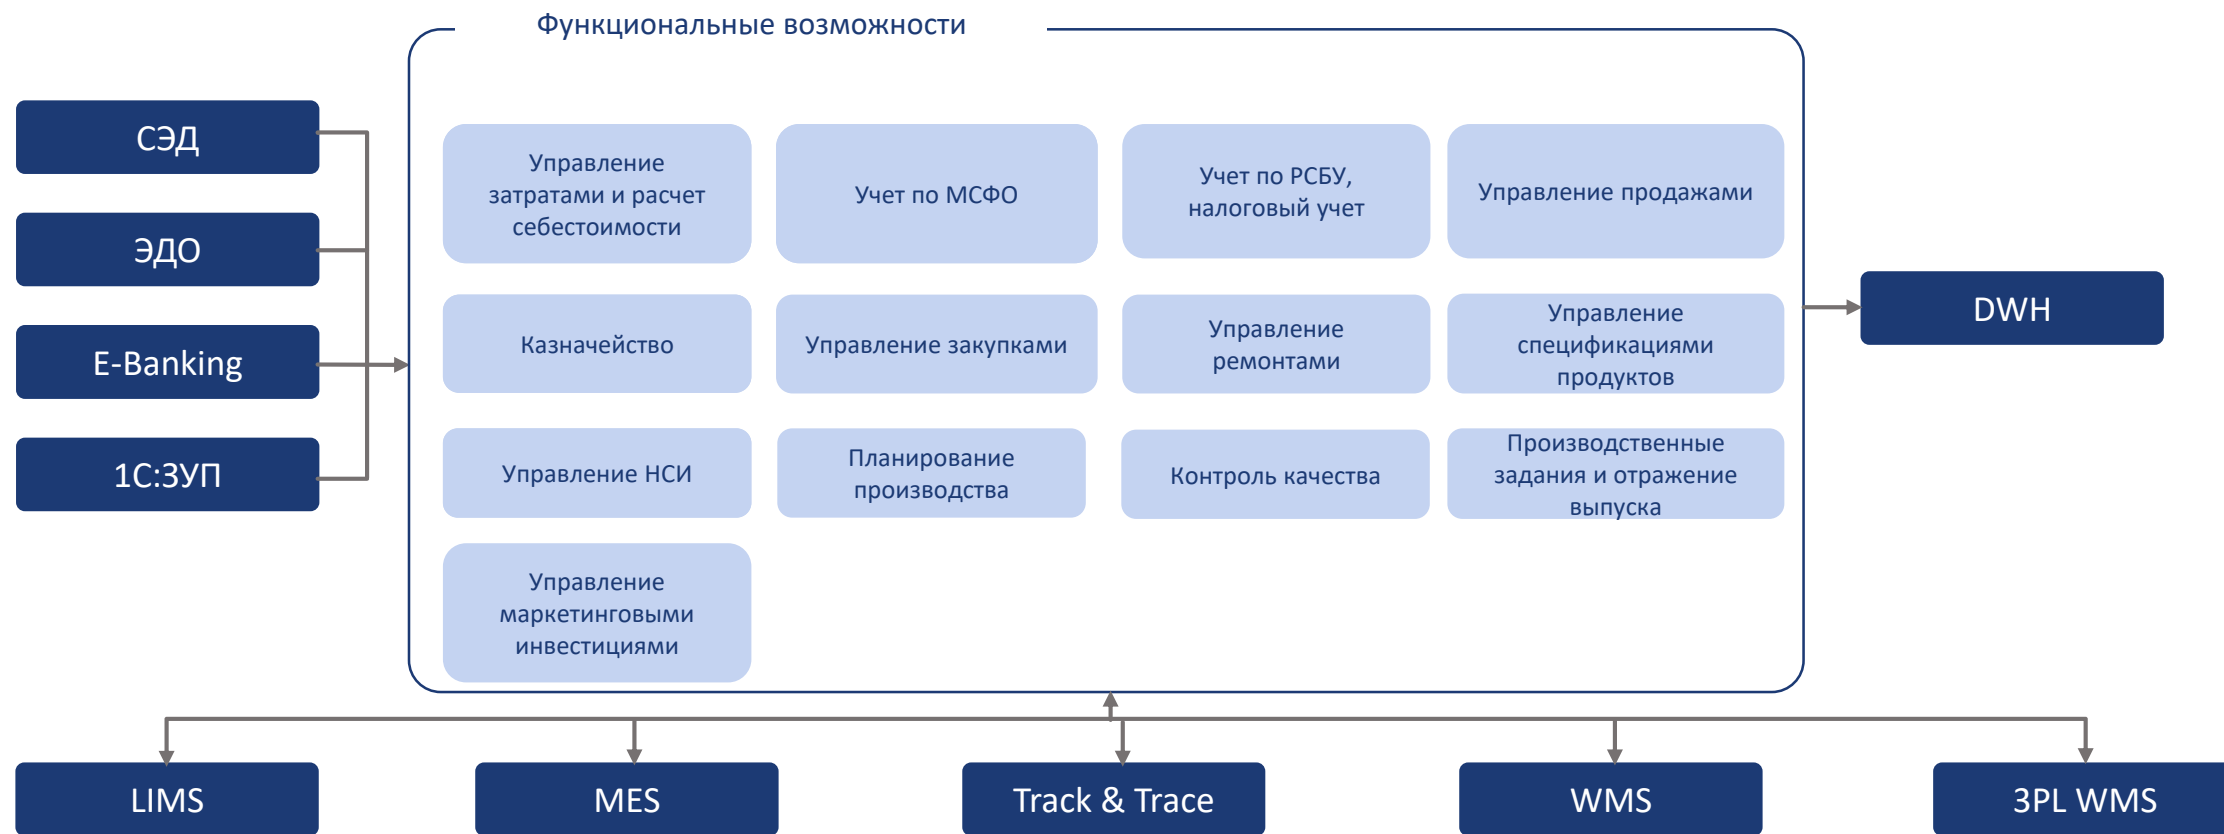 Функциональные возможности
СЭД
ЭДО
E-Banking
1С:ЗУП
Управление
затратами и расчет
себестоимости
Учет по МСФО
Учет по РСБУ,
налоговый учет
Управление продажами
Казначейство
Управление закупками
Управление
ремонтами
Управление
спецификациями
продуктов
Управление НСИ
Планирование
производства
Контроль качества
Производственные
задания и отражение
выпуска
Управление
маркетинговыми
инвестициями
DWH
LIMS
MES
Track & Trace
WMS
3PL WMS